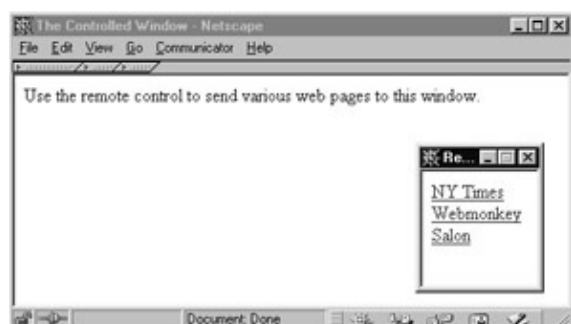 The Controlled Window - Netscape
File Edit View Go Communicator Help
Use the remote control to send various web pages to this window.
Re...
NY Times
Webmonkey
Salon
Document: Done